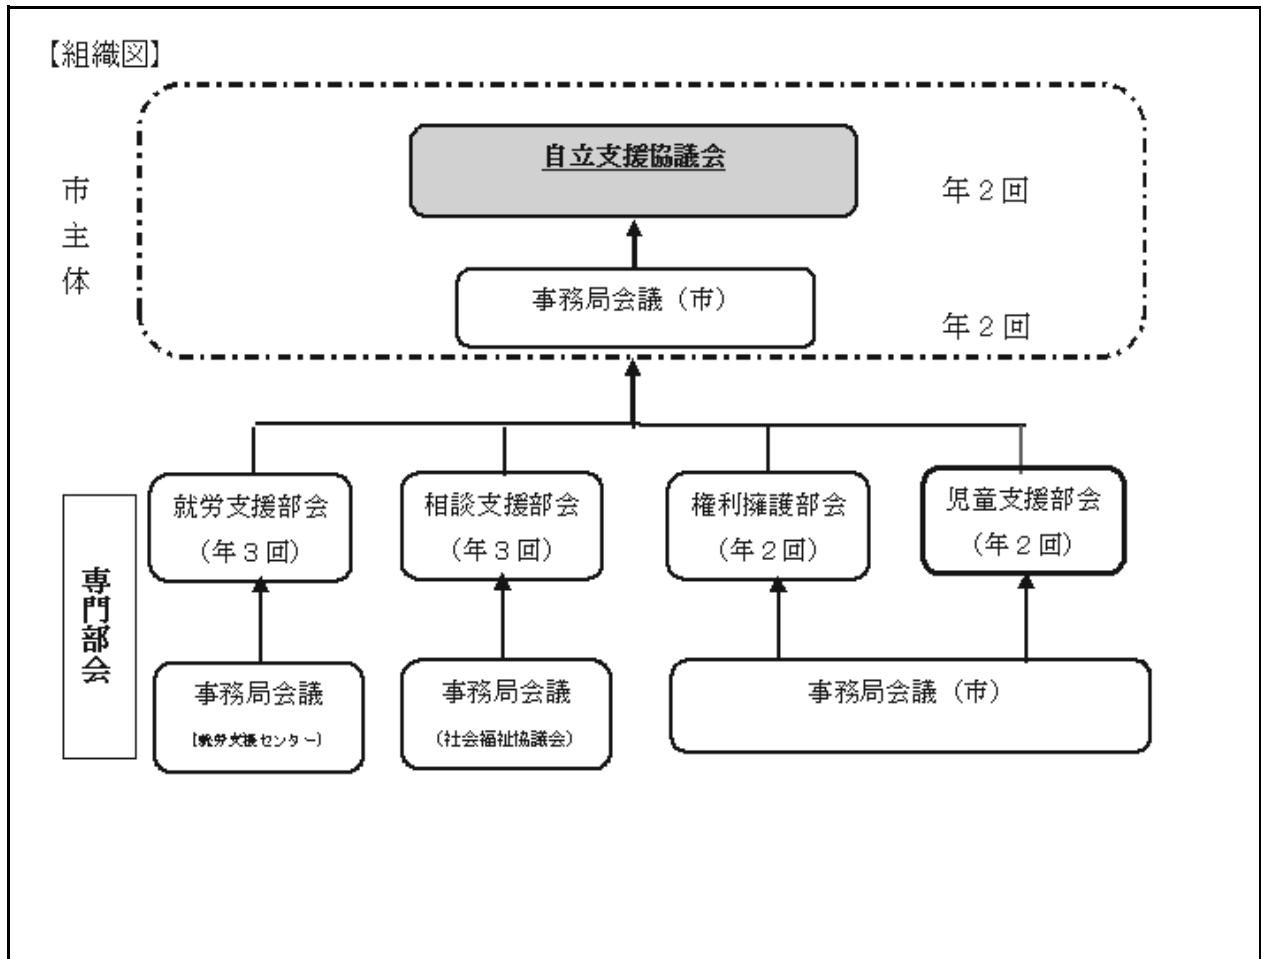 【組織図】
市主体
自立支援協議会
年２回
事務局会議（市）
年２回
専門部会
就労支援部会
（年３回）
相談支援部会
（年３回）
権利擁護部会
（年２回）
児童支援部会
（年２回）
事務局会議
（就労支援センター）
事務局会議
（社会福祉協議会）
事務局会議（市）